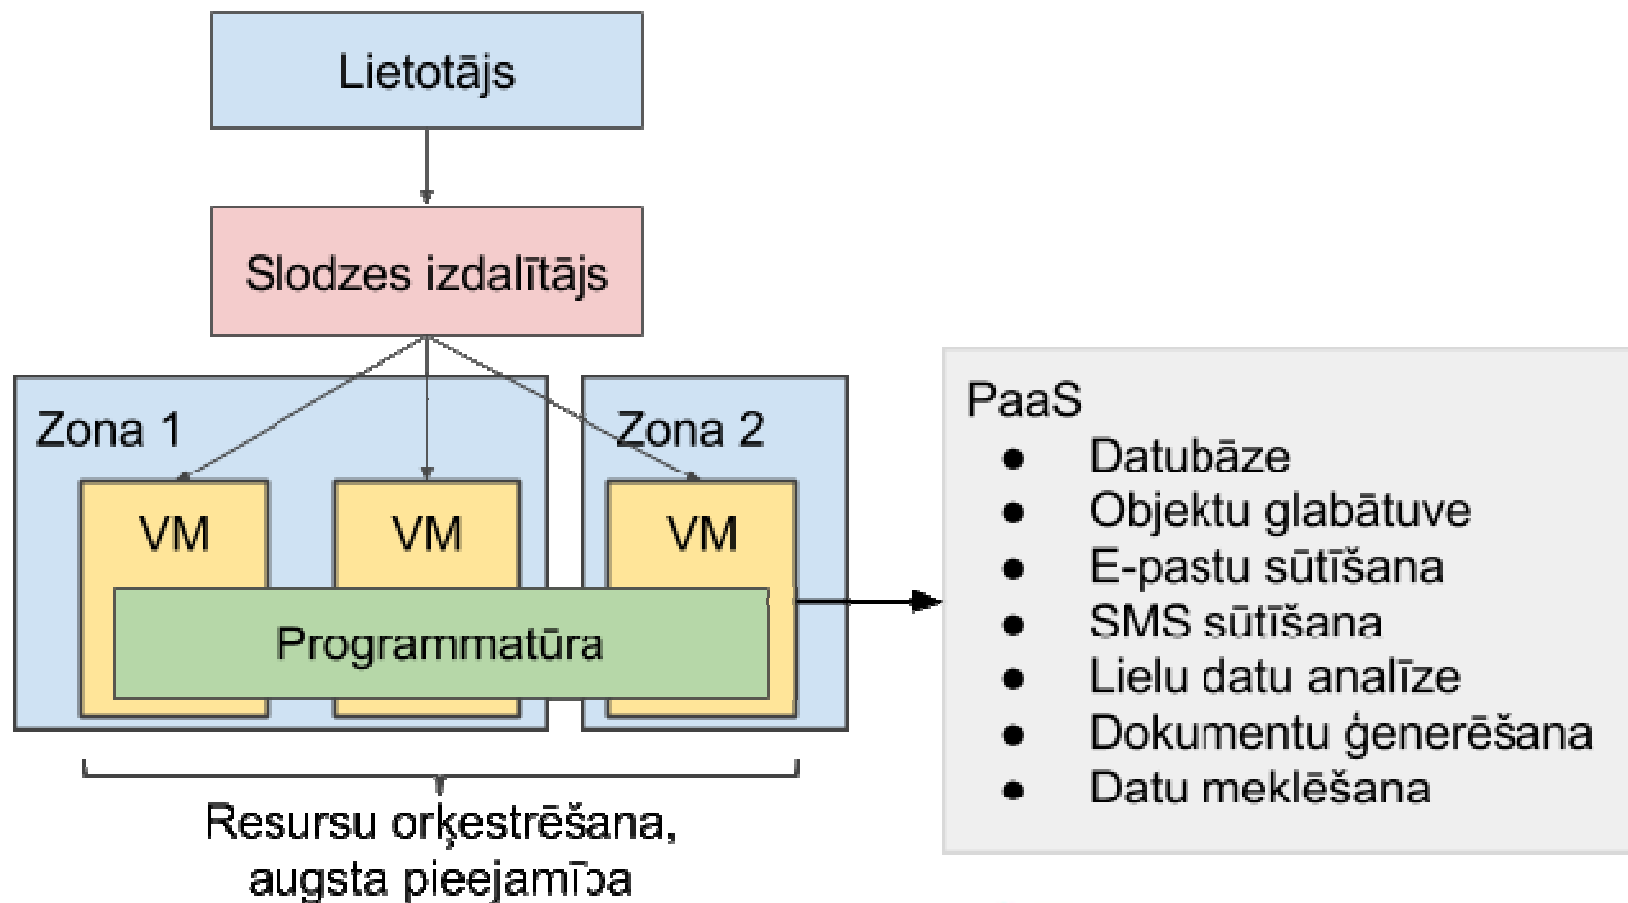 Lietotājs
Slodzes izdalītājs
Zona 1
Zona 2
VM
VM
VM
Programmatūra
Resursu orķestrēšana,
augsta pieejamība
PaaS
● Datubāze
● Objektu glabātuve
● E-pastu sūtīšana
● SMS sūtīšana
● Lielu datu analīze
● Dokumentu ģenerēšana
● Datu meklēšana